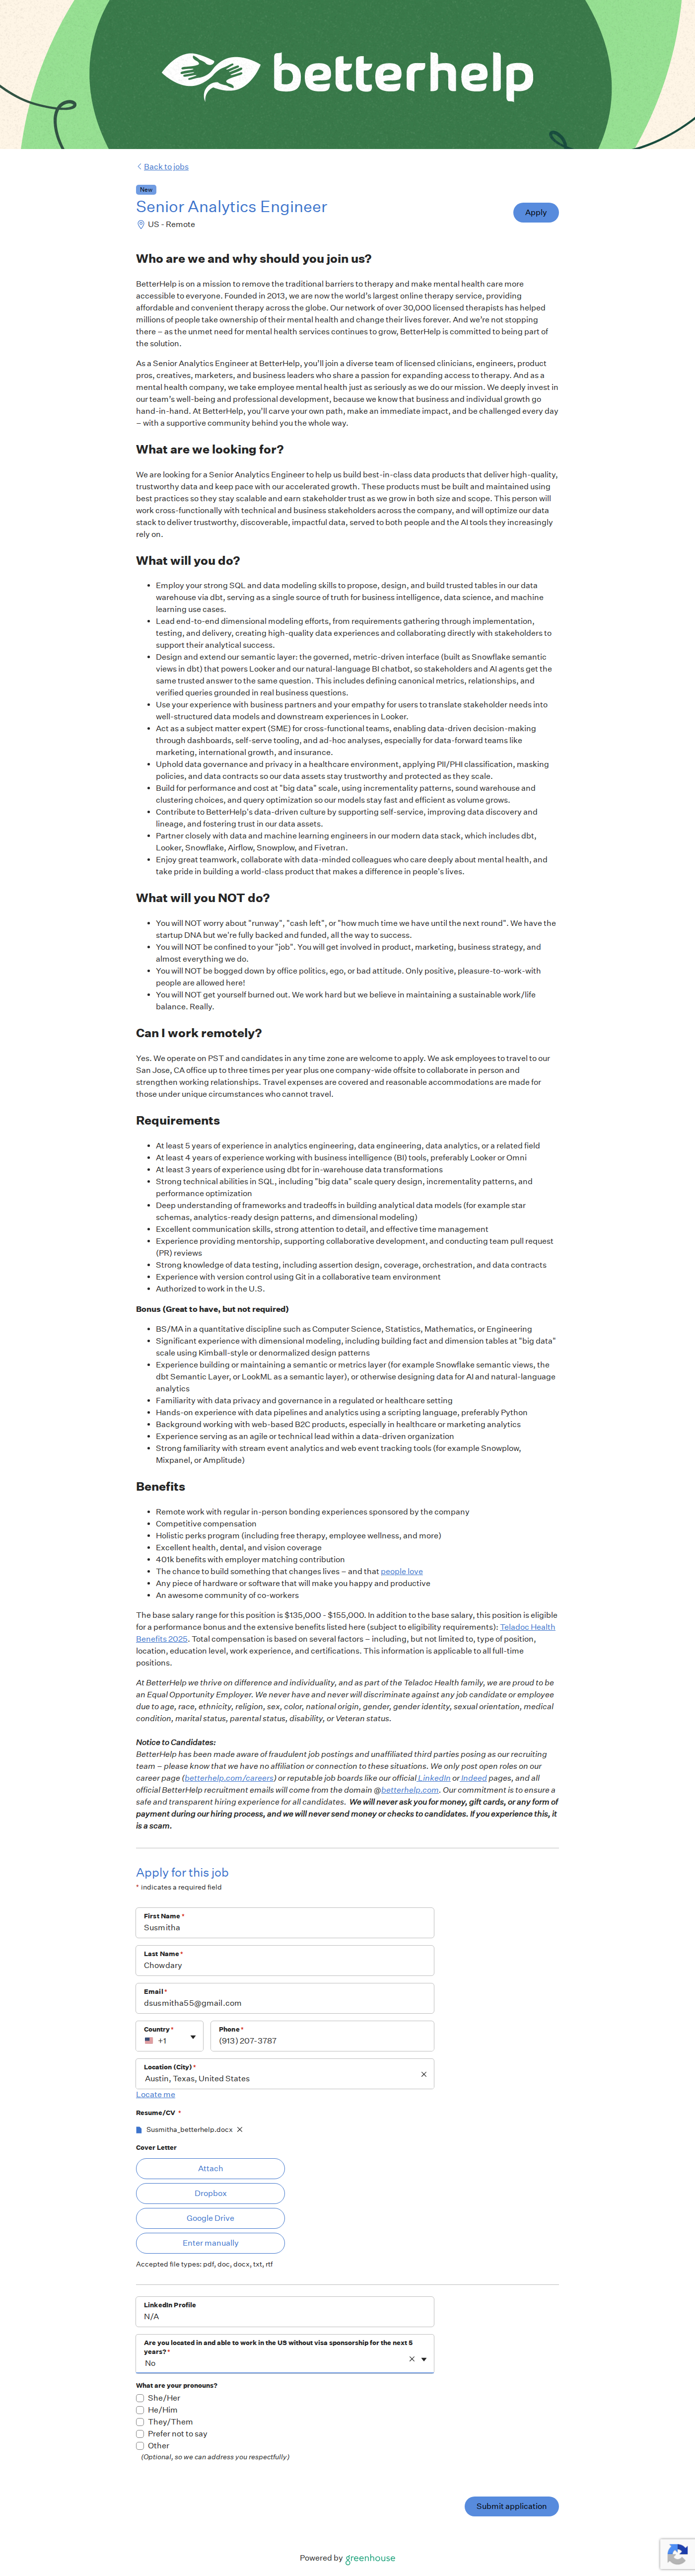 betterhelp
Back to jobs
New
Senior Analytics Engineer
US - Remote
Apply
Who are we and why should you join us?
BetterHelp is on a mission to remove the traditional barriers to therapy and make mental health care more
accessible to everyone. Founded in 2013, we are now the world's largest online therapy service, providing
affordable and convenient therapy across the globe. Our network of over 30,000 licensed therapists has helped
millions of people take ownership of their mental health and change their lives forever. And we're not stopping
there – as the unmet need for mental health services continues to grow, BetterHelp is committed to being part of
the solution.
As a Senior Analytics Engineer at BetterHelp, you'll join a diverse team of licensed clinicians, engineers, product
pros, creatives, marketers, and business leaders who share a passion for expanding access to therapy. And as a
mental health company, we take employee mental health just as seriously as we do our mission. We deeply invest in
our team's well-being and professional development, because we know that business and individual growth go
hand-in-hand. At BetterHelp, you'll carve your own path, make an immediate impact, and be challenged every day
– with a supportive community behind you the whole way.
What are we looking for?
We are looking for a Senior Analytics Engineer to help us build best-in-class data products that deliver high-quality,
trustworthy data and keep pace with our accelerated growth. These products must be built and maintained using
best practices so they stay scalable and earn stakeholder trust as we grow in both size and scope. This person will
work cross-functionally with technical and business stakeholders across the company, and will optimize our data
stack to deliver trustworthy, discoverable, impactful data, served to both people and the AI tools they increasingly
rely on.
What will you do?
• Employ your strong SQL and data modeling skills to propose, design, and build trusted tables in our data
warehouse via dbt, serving as a single source of truth for business intelligence, data science, and machine
learning use cases.
• Lead end-to-end dimensional modeling efforts, from requirements gathering through implementation,
testing, and delivery, creating high-quality data experiences and collaborating directly with stakeholders to
support their analytical success.
• Design and extend our semantic layer: the governed, metric-driven interface (built as Snowflake semantic
views in dbt) that powers Looker and our natural-language BI chatbot, so stakeholders and AI agents get the
same trusted answer to the same question. This includes defining canonical metrics, relationships, and
verified queries grounded in real business questions.
• Use your experience with business partners and your empathy for users to translate stakeholder needs into
well-structured data models and downstream experiences in Looker.
• Act as a subject matter expert (SME) for cross-functional teams, enabling data-driven decision-making
through dashboards, self-serve tooling, and ad-hoc analyses, especially for data-forward teams like
marketing, international growth, and insurance.
• Uphold data governance and privacy in a healthcare environment, applying PII/PHI classification, masking
policies, and data contracts so our data assets stay trustworthy and protected as they scale.
• Build for performance and cost at "big data" scale, using incrementality patterns, sound warehouse and
clustering choices, and query optimization so our models stay fast and efficient as volume grows.
• Contribute to BetterHelp's data-driven culture by supporting self-service, improving data discovery and
lineage, and fostering trust in our data assets.
• Partner closely with data and machine learning engineers in our modern data stack, which includes dbt,
Looker, Snowflake, Airflow, Snowplow, and Fivetran.
• Enjoy great teamwork, collaborate with data-minded colleagues who care deeply about mental health, and
take pride in building a world-class product that makes a difference in people's lives.
What will you NOT do?
• You will NOT worry about "runway", "cash left", or "how much time we have until the next round". We have the
startup DNA but we're fully backed and funded, all the way to success.
• You will NOT be confined to your "job". You will get involved in product, marketing, business strategy, and
almost everything we do.
• You will NOT be bogged down by office politics, ego, or bad attitude. Only positive, pleasure-to-work-with
people are allowed here!
• You will NOT get yourself burned out. We work hard but we believe in maintaining a sustainable work/life
balance. Really.
Can I work remotely?
Yes. We operate on PST and candidates in any time zone are welcome to apply. We ask employees to travel to our
San Jose, CA office up to three times per year plus one company-wide offsite to collaborate in person and
strengthen working relationships. Travel expenses are covered and reasonable accommodations are made for
those under unique circumstances who cannot travel.
Requirements
• At least 5 years of experience in analytics engineering, data engineering, data analytics, or a related field
• At least 4 years of experience working with business intelligence (BI) tools, preferably Looker or Omni
• At least 3 years of experience using dbt for in-warehouse data transformations
• Strong technical abilities in SQL, including "big data" scale query design, incrementality patterns, and
performance optimization
• Deep understanding of frameworks and tradeoffs in building analytical data models (for example star
schemas, analytics-ready design patterns, and dimensional modeling)
• Excellent communication skills, strong attention to detail, and effective time management
• Experience providing mentorship, supporting collaborative development, and conducting team pull request
(PR) reviews
• Strong knowledge of data testing, including assertion design, coverage, orchestration, and data contracts
• Experience with version control using Git in a collaborative team environment
• Authorized to work in the U.S.
Bonus (Great to have, but not required)
• BS/MA in a quantitative discipline such as Computer Science, Statistics, Mathematics, or Engineering
• Significant experience with dimensional modeling, including building fact and dimension tables at "big data"
scale using Kimball-style or denormalized design patterns
• Experience building or maintaining a semantic or metrics layer (for example Snowflake semantic views, the
dbt Semantic Layer, or LookML as a semantic layer), or otherwise designing data for AI and natural-language
analytics
• Familiarity with data privacy and governance in a regulated or healthcare setting
• Hands-on experience with data pipelines and analytics using a scripting language, preferably Python
• Background working with web-based B2C products, especially in healthcare or marketing analytics
• Experience serving as an agile or technical lead within a data-driven organization
• Strong familiarity with stream event analytics and web event tracking tools (for example Snowplow,
Mixpanel, or Amplitude)
Benefits
• Remote work with regular in-person bonding experiences sponsored by the company
• Competitive compensation
• Holistic perks program (including free therapy, employee wellness, and more)
• Excellent health, dental, and vision coverage
• 401k benefits with employer matching contribution
• The chance to build something that changes lives – and that people love
• Any piece of hardware or software that will make you happy and productive
• An awesome community of co-workers
The base salary range for this position is $135,000 - $155,000. In addition to the base salary, this position is eligible
for a performance bonus and the extensive benefits listed here (subject to eligibility requirements): Teladoc Health
Benefits 2025. Total compensation is based on several factors – including, but not limited to, type of position,
location, education level, work experience, and certifications. This information is applicable to all full-time
positions.
At BetterHelp we thrive on difference and individuality, and as part of the Teladoc Health family, we are proud to be
an Equal Opportunity Employer. We never have and never will discriminate against any job candidate or employee
due to age, race, ethnicity, religion, sex, color, national origin, gender, gender identity, sexual orientation, medical
condition, marital status, parental status, disability, or Veteran status.
Notice to Candidates:
BetterHelp has been made aware of fraudulent job postings and unaffiliated third parties posing as our recruiting
team – please know that we have no affiliation or connection to these situations. We only post open roles on our
career page (betterhelp.com/careers) or reputable job boards like our official LinkedIn or Indeed pages, and all
official BetterHelp recruitment emails will come from the domain @betterhelp.com. Our commitment is to ensure a
safe and transparent hiring experience for all candidates. We will never ask you for money, gift cards, or any form of
payment during our hiring process, and we will never send money or checks to candidates. If you experience this, it
is a scam.
Apply for this job
* indicates a required field
First Name *
Susmitha
Last Name *
Chowdary
Email *
dsusmitha55@gmail.com
Country *
+1
Phone *
(913) 207-3787
Location (City) *
Austin, Texas, United States
Locate me
Resume/CV *
Susmitha_betterhelp.docx
Cover Letter
Attach
Dropbox
Google Drive
Enter manually
Accepted file types: pdf, doc, docx, txt, rtf
LinkedIn Profile
N/A
Are you located in and able to work in the US without visa sponsorship for the next 5
years? *
No
What are your pronouns?
She/Her
He/Him
They/Them
Prefer not to say
Other
(Optional, so we can address you respectfully)
Submit application
Powered by greenhouse